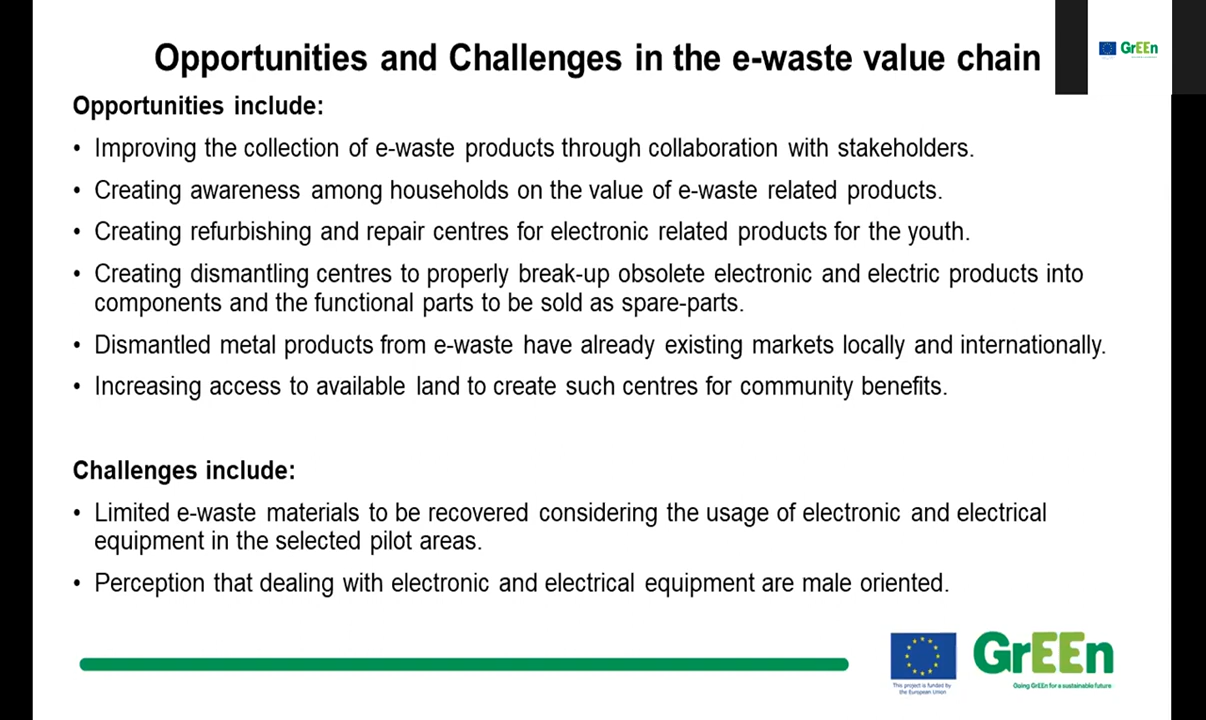 Opportunities and Challenges in the e-waste value chain
GrEEn
Opportunities include:
• Improving the collection of e-waste products through collaboration with stakeholders.
• Creating awareness among households on the value of e-waste related products.
• Creating refurbishing and repair centres for electronic related products for the youth.
• Creating dismantling centres to properly break-up obsolete electronic and electric products into
components and the functional parts to be sold as spare-parts.
• Dismantled metal products from e-waste have already existing markets locally and internationally.
• Increasing access to available land to create such centres for community benefits.
Challenges include:
• Limited e-waste materials to be recovered considering the usage of electronic and electrical
equipment in the selected pilot areas.
• Perception that dealing with electronic and electrical equipment are male oriented.
GrEEn
Going GrEEn for a sustainable future
This project is funded by
the European Union